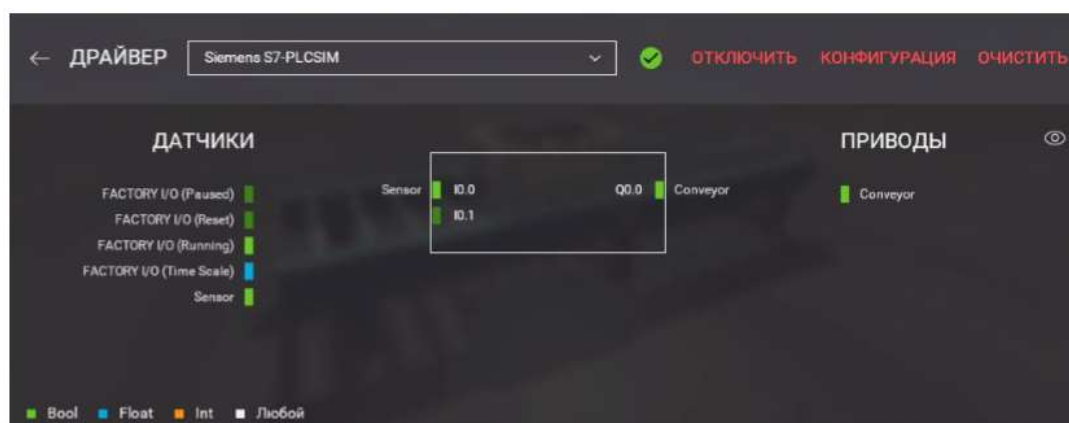 ← ДРАЙВЕР Siemens S7-PLCSIM ОТКЛЮЧИТЬ КОНФИГУРАЦИЯ ОЧИСТИТЬ
ДАТЧИКИ ПРИВОДЫ
FACTORY I/O (Paused) Sensor I0.0 Q0.0 Conveyor Conveyor
FACTORY I/O (Reset) I0.1
FACTORY I/O (Running)
FACTORY I/O (Time Scale)
Sensor
Bool Float Int Любой